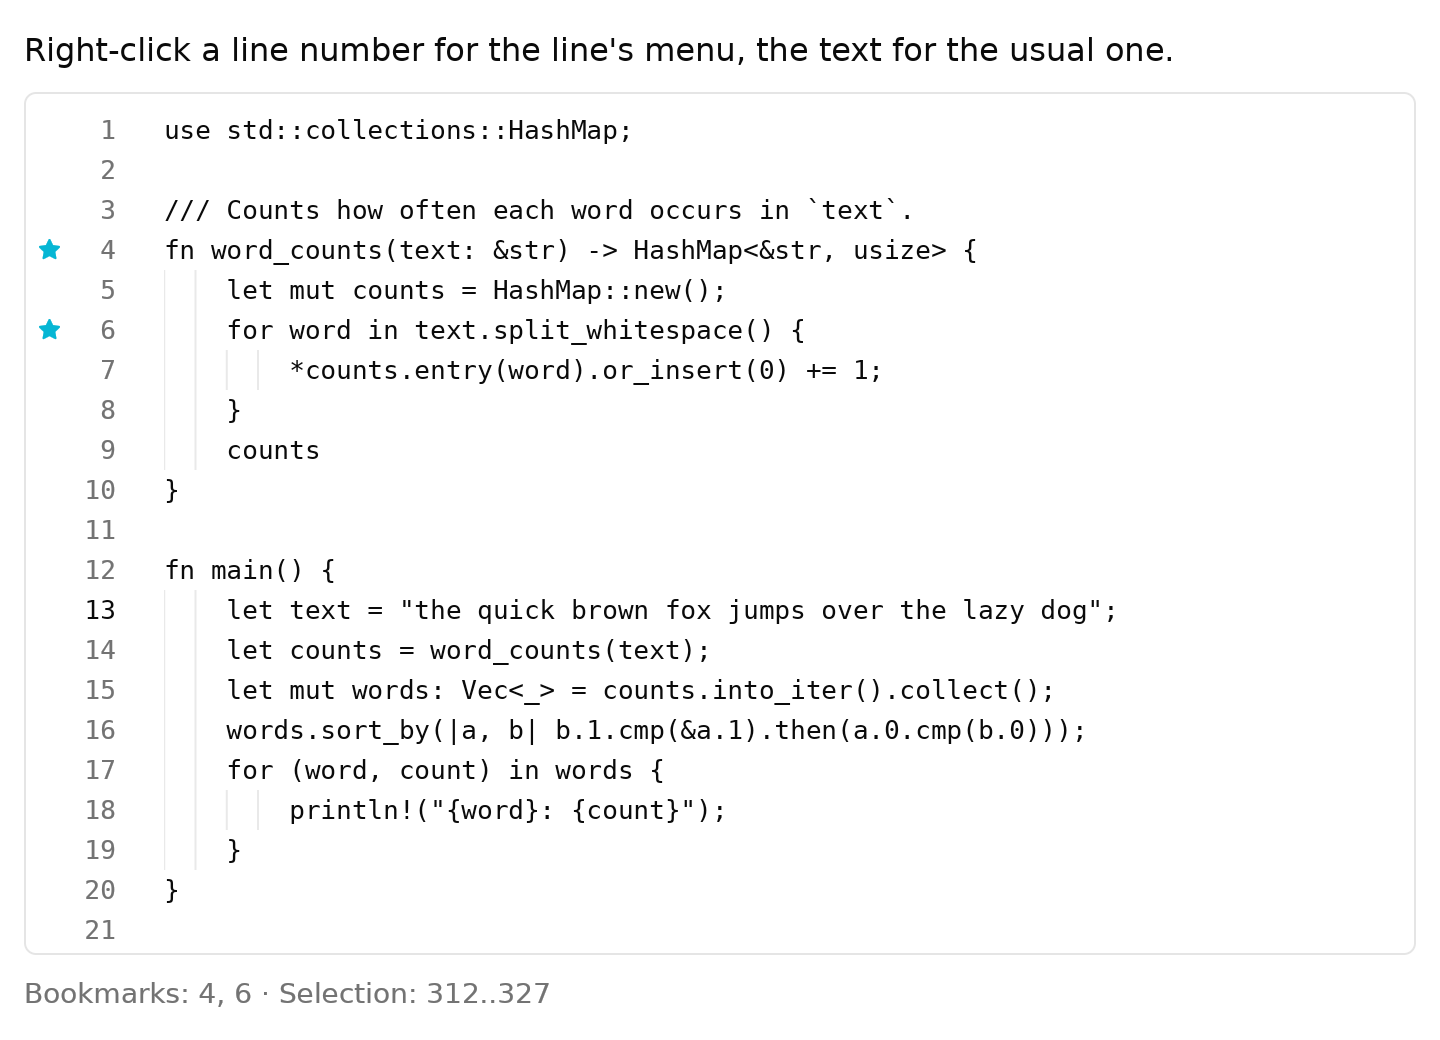 Right-click a line number for the line's menu, the text for the usual one.
1 use std::collections::HashMap;
2
3 /// Counts how often each word occurs in `text`.
4 fn word_counts(text: &str) -> HashMap<&str, usize> {
5     let mut counts = HashMap::new();
6     for word in text.split_whitespace() {
7         *counts.entry(word).or_insert(0) += 1;
8     }
9     counts
10 }
11
12 fn main() {
13     let text = "the quick brown fox jumps over the lazy dog";
14     let counts = word_counts(text);
15     let mut words: Vec<_> = counts.into_iter().collect();
16     words.sort_by(|a, b| b.1.cmp(&a.1).then(a.0.cmp(b.0)));
17     for (word, count) in words {
18         println!("{word}: {count}");
19     }
20 }
21
Bookmarks: 4, 6 · Selection: 312..327